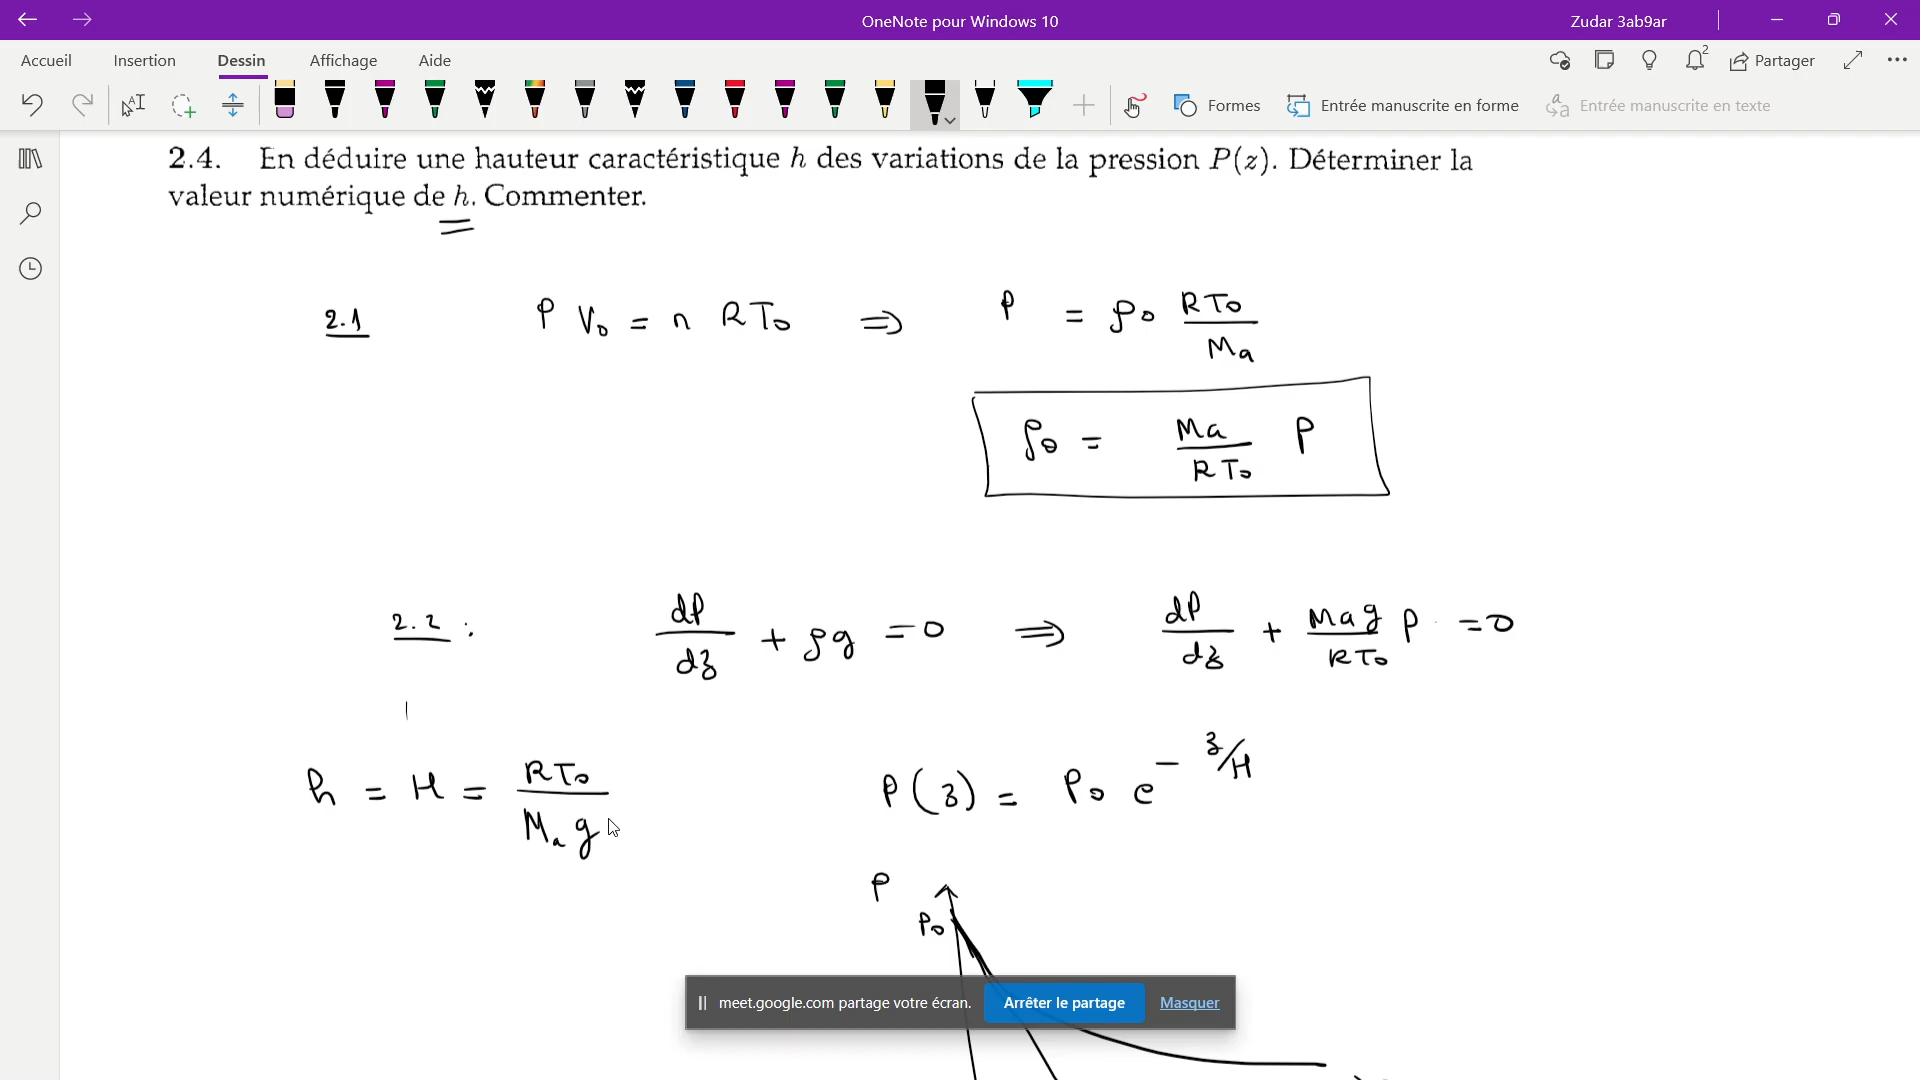 OneNote pour Windows 10
Zudar 3ab9ar
Accueil Insertion Dessin Affichage Aide
2
Partager
Formes Entrée manuscrite en forme Entrée manuscrite en texte
2.4. En déduire une hauteur caractéristique h des variations de la pression P(z). Déterminer la
valeur numérique de h. Commenter.
2.1 P V₀ = n RT₀ ⇒ P = ρ₀ RT₀/Ma
ρ₀ = Ma/RT₀ P
2.2 : dP/dz + ρg = 0 ⇒ dP/dz + Mag/RT₀ P = 0
h = H = RT₀/Ma g P(z) = P₀ e^- z/H
P
P₀
meet.google.com partage votre écran. Arrêter le partage Masquer